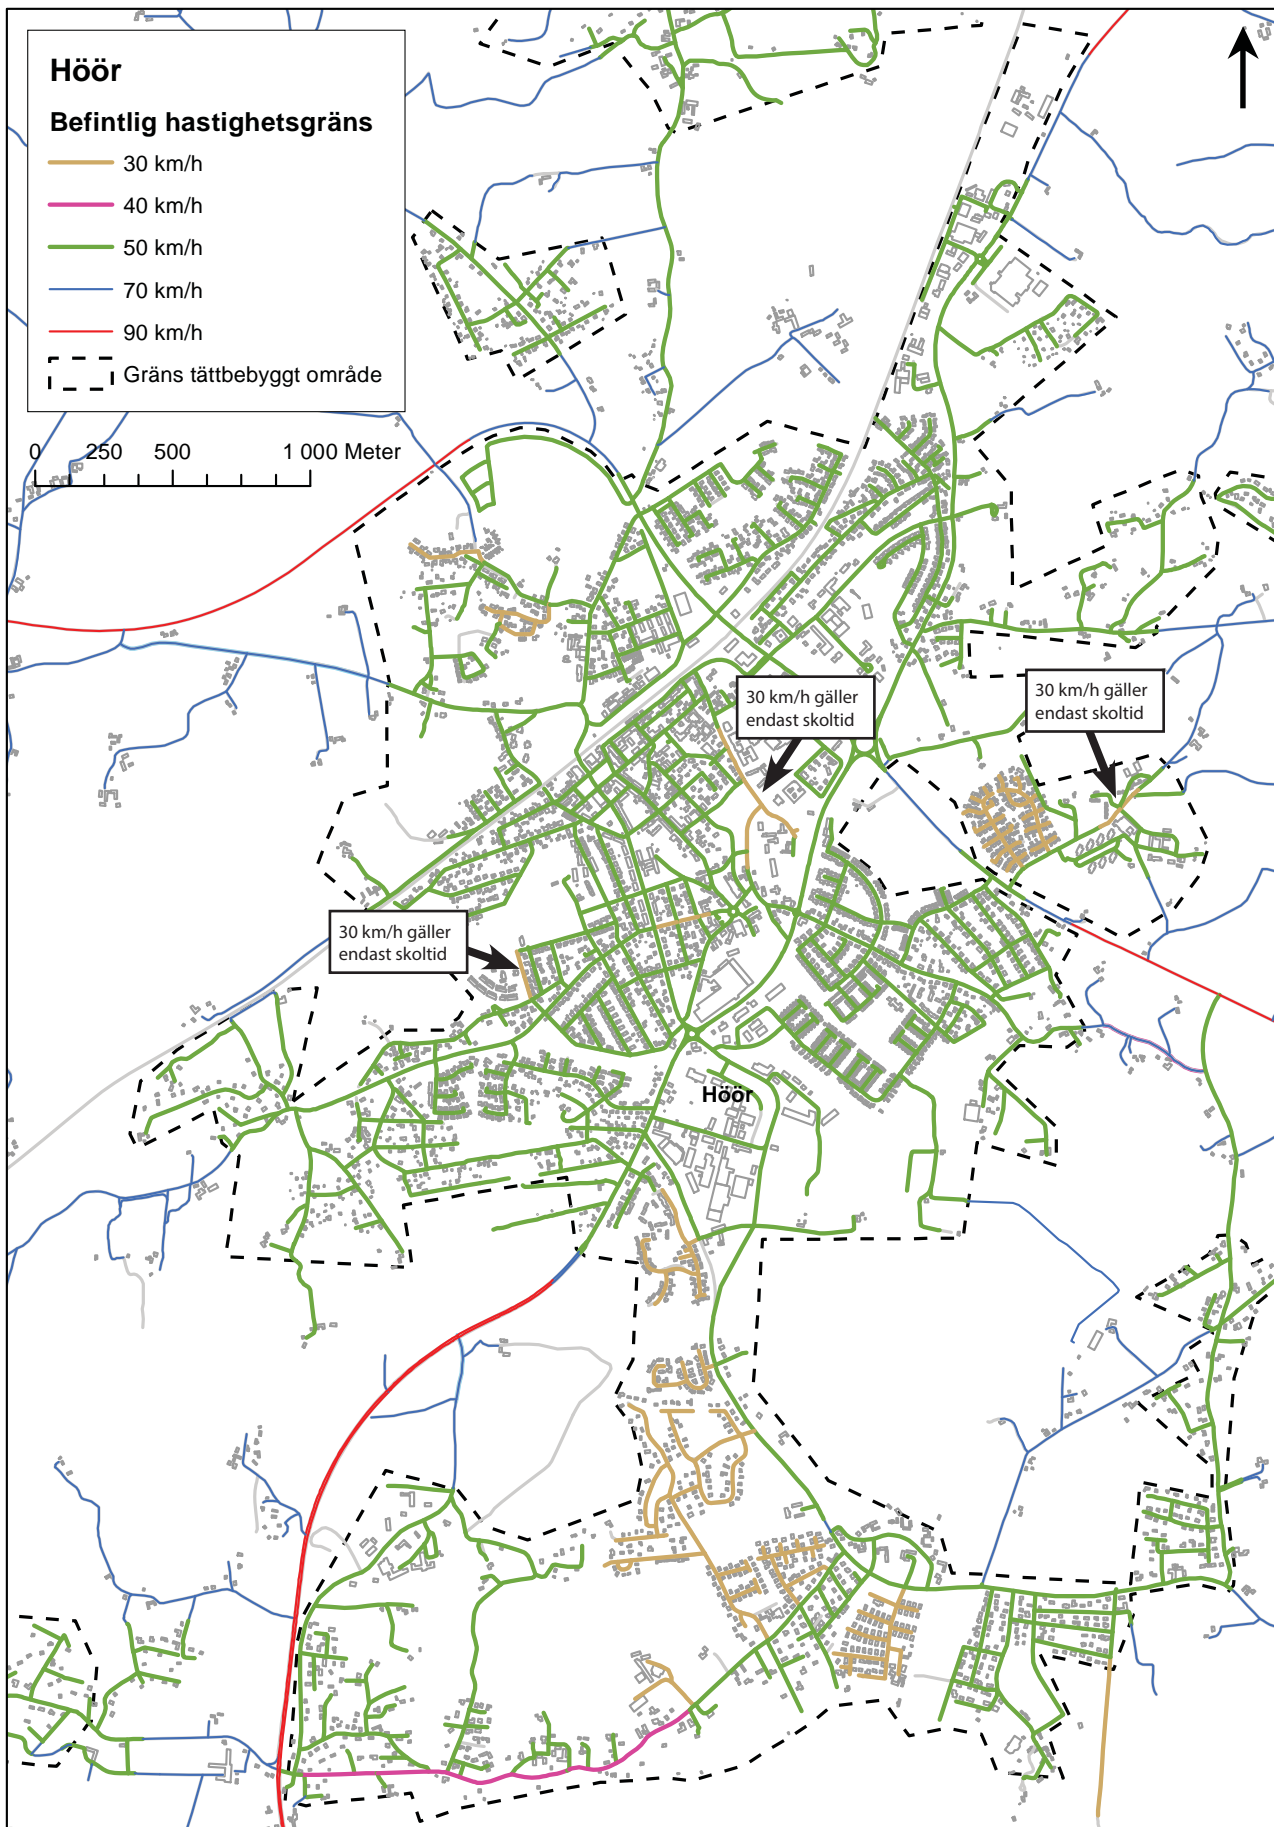 Höör
Befintlig hastighetsgräns
30 km/h
40 km/h
50 km/h
70 km/h
90 km/h
Gräns tättbebyggt område
0 250 500 1 000 Meter
30 km/h gäller
endast skoltid
30 km/h gäller
endast skoltid
30 km/h gäller
endast skoltid
Höör